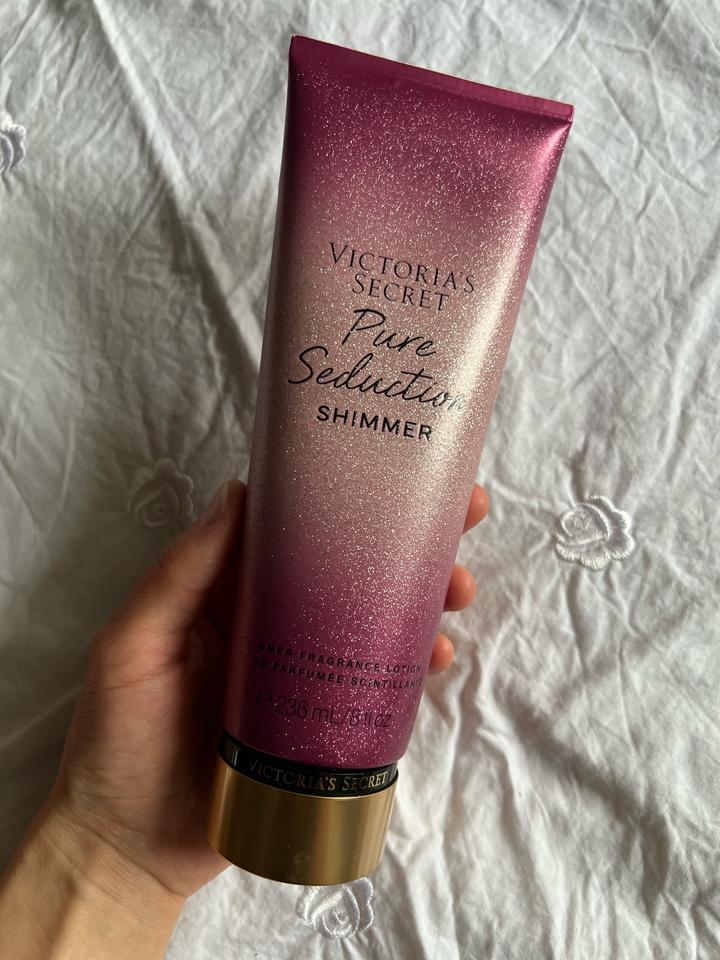 VICTORIA'S
SECRET
Pure
Seduction
SHIMMER
FRAGRANCE LOTION
PARFUMÉE SCINTILLANTE
℮ 236 mL/8 fl oz
VICTORIA'S SECRET